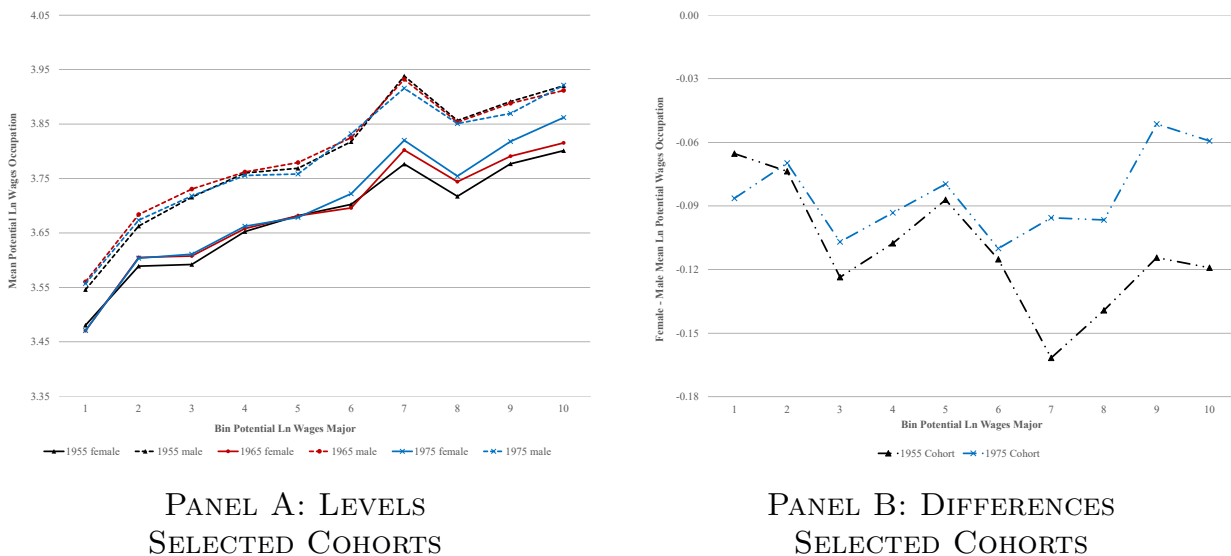 4.05
3.95
3.85
3.75
3.65
3.55
3.45
3.35
Mean Potential Ln Wages Occupation
1 2 3 4 5 6 7 8 9 10
Bin Potential Ln Wages Major
1955 female 1955 male 1965 female 1965 male 1975 female 1975 male
PANEL A: LEVELS
SELECTED COHORTS
0.00
-0.03
-0.06
-0.09
-0.12
-0.15
-0.18
Female - Male Mean Ln Potential Wages Occupation
1 2 3 4 5 6 7 8 9 10
Bin Potential Ln Wages Major
1955 Cohort 1975 Cohort
PANEL B: DIFFERENCES
SELECTED COHORTS